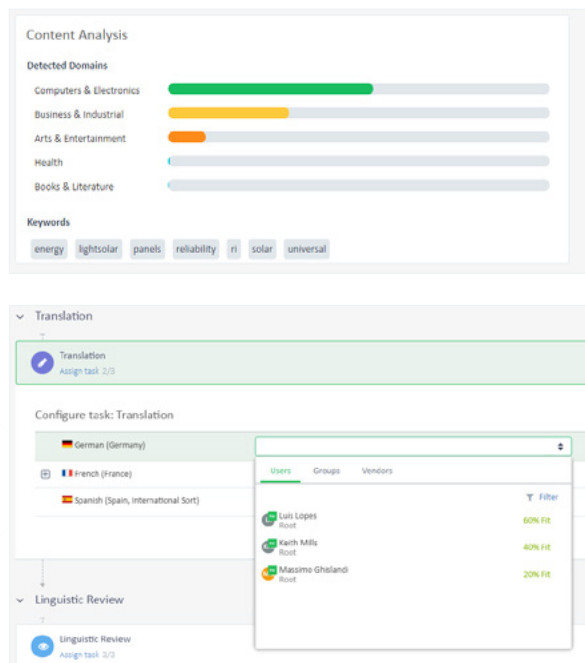 Content Analysis
Detected Domains
Computers & Electronics
Business & Industrial
Arts & Entertainment
Health
Books & Literature
Keywords
energy lightsolar panels reliability ri solar universal
Translation
Translation
Assign task 2/3
Configure task: Translation
German (Germany)
Users Groups Vendors
French (France)
Filter
Spanish (Spain, International Sort)
Luis Lopes
Root
60% Fit
Keith Mills
Root
40% Fit
Massimo Ghislandi
Root
20% Fit
Linguistic Review
Linguistic Review
Assign task 3/3